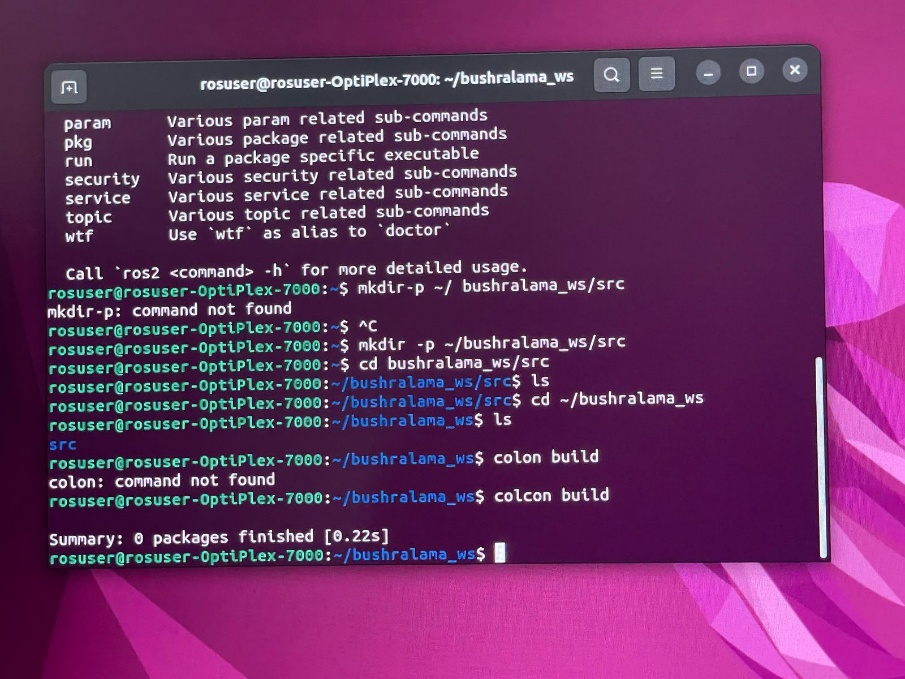 rosuser@rosuser-OptiPlex-7000: ~/bushralama_ws
param Various param related sub-commands
pkg Various package related sub-commands
run Run a package specific executable
security Various security related sub-commands
service Various service related sub-commands
topic Various topic related sub-commands
wtf Use `wtf` as alias to `doctor`
Call `ros2 <command> -h` for more detailed usage.
rosuser@rosuser-OptiPlex-7000:~$ mkdir-p ~/ bushralama_ws/src
mkdir-p: command not found
rosuser@rosuser-OptiPlex-7000:~$ ^C
rosuser@rosuser-OptiPlex-7000:~$ mkdir -p ~/bushralama_ws/src
rosuser@rosuser-OptiPlex-7000:~$ cd bushralama_ws/src
rosuser@rosuser-OptiPlex-7000:~/bushralama_ws/src$ ls
rosuser@rosuser-OptiPlex-7000:~/bushralama_ws/src$ cd ~/bushralama_ws
rosuser@rosuser-OptiPlex-7000:~/bushralama_ws$ ls
src
rosuser@rosuser-OptiPlex-7000:~/bushralama_ws$ colon build
colon: command not found
rosuser@rosuser-OptiPlex-7000:~/bushralama_ws$ colcon build
Summary: 0 packages finished [0.22s]
rosuser@rosuser-OptiPlex-7000:~/bushralama_ws$